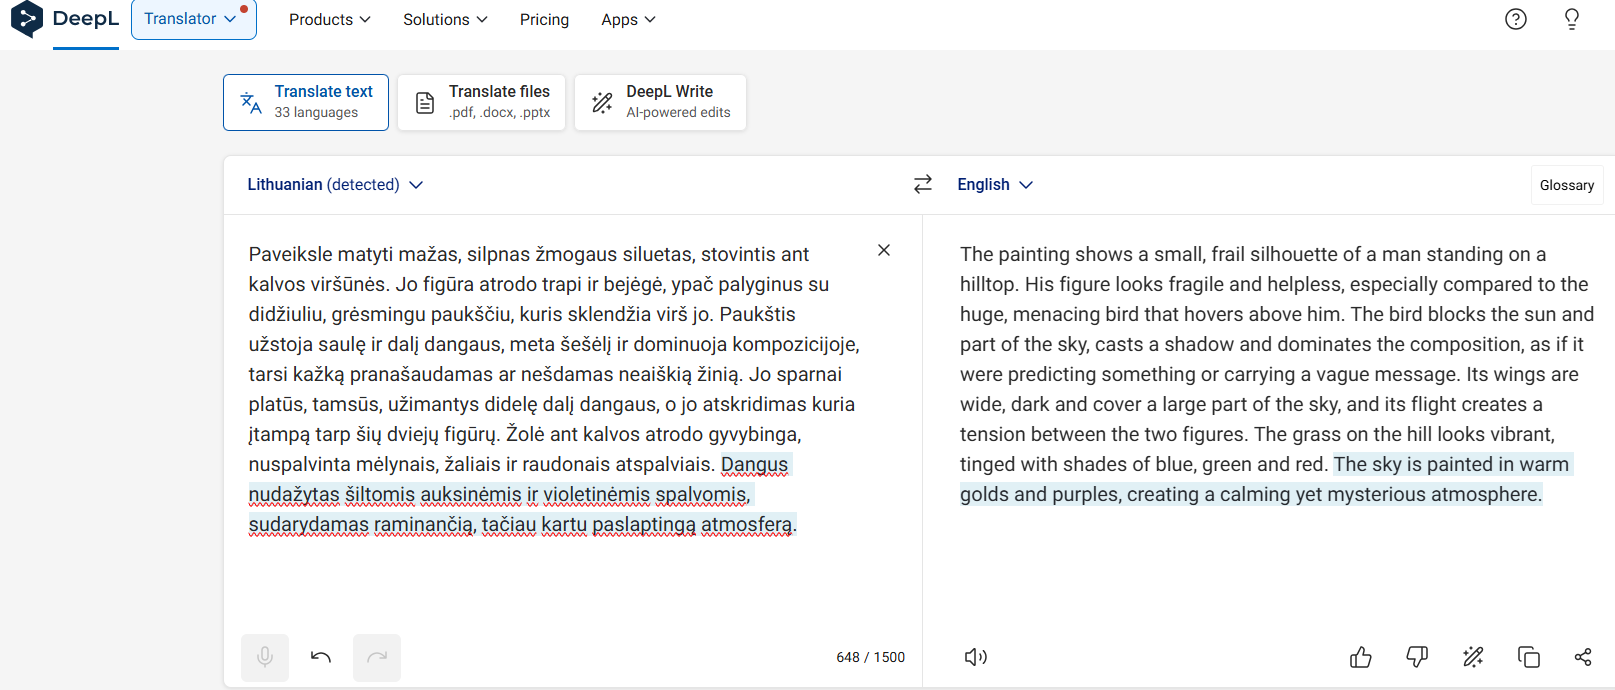 DeepL
Translator
Products
Solutions
Pricing
Apps
Translate text
33 languages
Translate files
.pdf, .docx, .pptx
DeepL Write
AI-powered edits
Lithuanian (detected)
English
Glossary
Paveiksle matyti mažas, silpnas žmogaus siluetas, stovintis ant
kalvos viršūnės. Jo figūra atrodo trapi ir bejėgė, ypač palyginus su
didžiuliu, grėsmingu paukščiu, kuris sklendžia virš jo. Paukštis
užstoja saulę ir dalį dangaus, meta šešėlį ir dominuoja kompozicijoje,
tarsi kažką pranašaudamas ar nešdamas neaiškią žinią. Jo sparnai
platūs, tamsūs, užimantys didelę dalį dangaus, o jo atskridimas kuria
įtampą tarp šių dviejų figūrų. Žolė ant kalvos atrodo gyvybinga,
nuspalvinta mėlynais, žaliais ir raudonais atspalviais. Dangus
nudažytas šiltomis auksinėmis ir violetinėmis spalvomis,
sudarydamas raminančią, tačiau kartu paslaptingą atmosferą.
648 / 1500
The painting shows a small, frail silhouette of a man standing on a
hilltop. His figure looks fragile and helpless, especially compared to the
huge, menacing bird that hovers above him. The bird blocks the sun and
part of the sky, casts a shadow and dominates the composition, as if it
were predicting something or carrying a vague message. Its wings are
wide, dark and cover a large part of the sky, and its flight creates a
tension between the two figures. The grass on the hill looks vibrant,
tinged with shades of blue, green and red. The sky is painted in warm
golds and purples, creating a calming yet mysterious atmosphere.